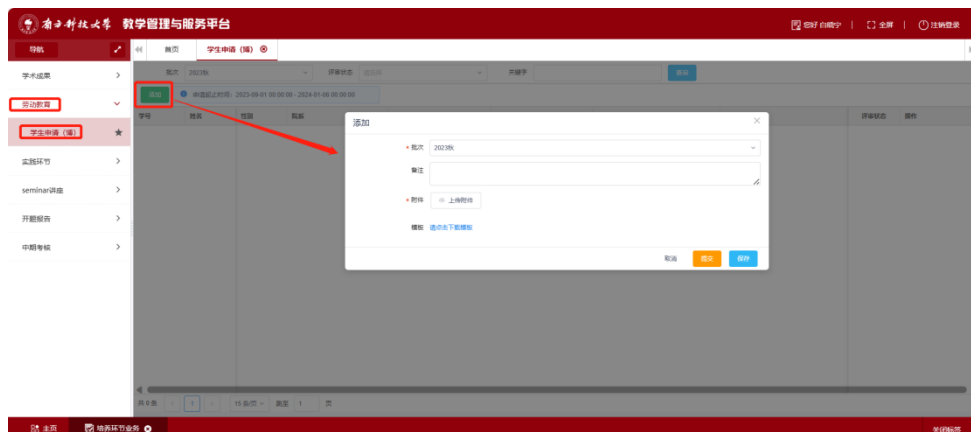 南方科技大学 教学管理与服务平台
您好 白晓宁 | 全屏 | 注销登录
导航
首页 学生申请（博）
学术成果
劳动教育
学生申请（博）
实践环节
seminar讲座
开题报告
中期考核
批次 2023秋 评审状态 关键字
添加 申请起止时间：2023-09-01 00:00:00 - 2024-01-06 00:00:00
学号 姓名 性别 院系 评审状态 操作
添加
* 批次 2023秋
备注
* 附件 上传附件
模板 请点击下载模板
取消 提交 保存
共 0 条 1 15 条/页 跳至 1 页
主页 培养环节业务 关闭标签